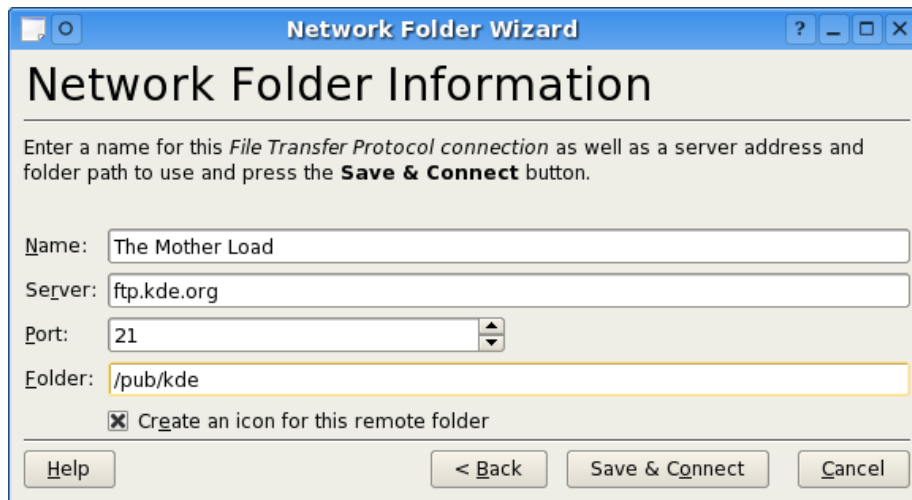 Network Folder Wizard
?
Network Folder Information
Enter a name for this File Transfer Protocol connection as well as a server address and
folder path to use and press the Save & Connect button.
Name: The Mother Load
Server: ftp.kde.org
Port: 21
Folder: /pub/kde
Create an icon for this remote folder
Help < Back Save & Connect Cancel